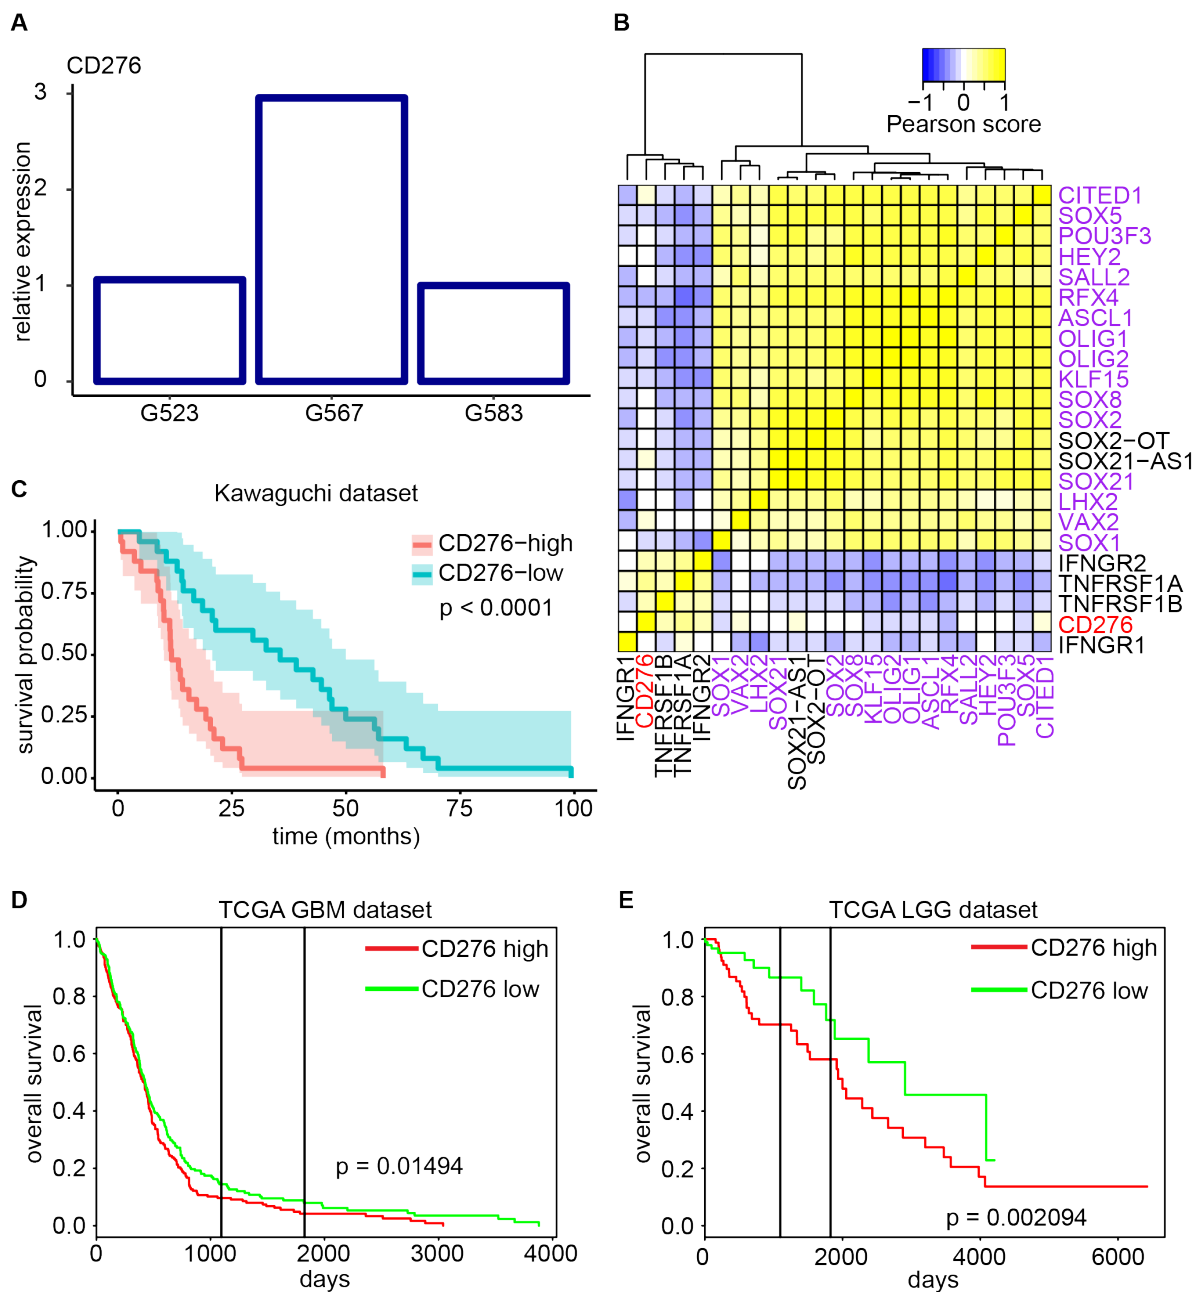 A
CD276
relative expression
3
2
1
0
G523
G567
G583
B
−1
0
1
Pearson score
CITED1
SOX5
POU3F3
HEY2
SALL2
RFX4
ASCL1
OLIG1
OLIG2
KLF15
SOX8
SOX2
SOX2−OT
SOX21−AS1
SOX21
LHX2
VAX2
SOX1
IFNGR2
TNFRSF1A
TNFRSF1B
CD276
IFNGR1
IFNGR1
CD276
TNFRSF1B
TNFRSF1A
IFNGR2
SOX1
VAX2
LHX2
SOX21
SOX21−AS1
SOX2−OT
SOX2
SOX8
KLF15
OLIG2
OLIG1
ASCL1
RFX4
SALL2
HEY2
POU3F3
SOX5
CITED1
C
Kawaguchi dataset
survival probability
1.00
0.75
0.50
0.25
0.00
CD276−high
CD276−low
p < 0.0001
0
25
50
75
100
time (months)
D
TCGA GBM dataset
overall survival
1.0
0.8
0.6
0.4
0.2
0.0
CD276 high
CD276 low
p = 0.01494
0
1000
2000
3000
4000
days
E
TCGA LGG dataset
overall survival
1.0
0.8
0.6
0.4
0.2
0.0
CD276 high
CD276 low
p = 0.002094
0
2000
4000
6000
days